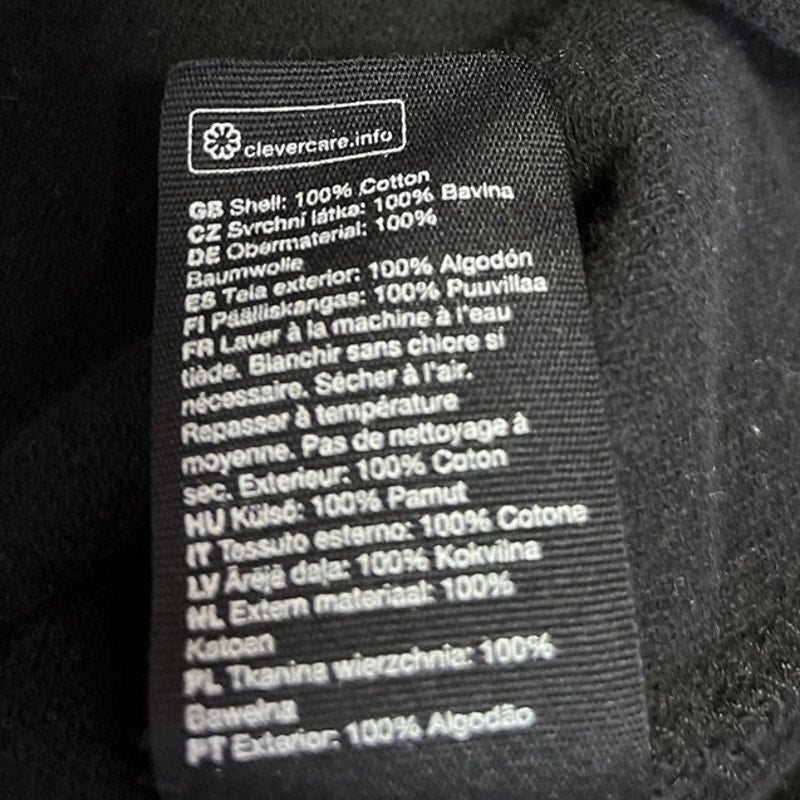 clevercare.info
GB Shell: 100% Cotton
CZ Svrchní látka: 100% Bavlna
DE Obermaterial: 100%
Baumwolle
ES Tela exterior: 100% Algodón
FI Päälliskangas: 100% Puuvillaa
FR Laver à la machine à l'eau
tiède. Blanchir sans chlore si
nécessaire. Sécher à l'air.
Repasser à température
moyenne. Pas de nettoyage à
sec. Exterieur: 100% Coton
HU Külső: 100% Pamut
IT Tessuto esterno: 100% Cotone
LV Ārējā daļa: 100% Kokvilna
NL Extern materiaal: 100%
Katoen
PL Tkanina wierzchnia: 100%
Bawełna
PT Exterior: 100% Algodão